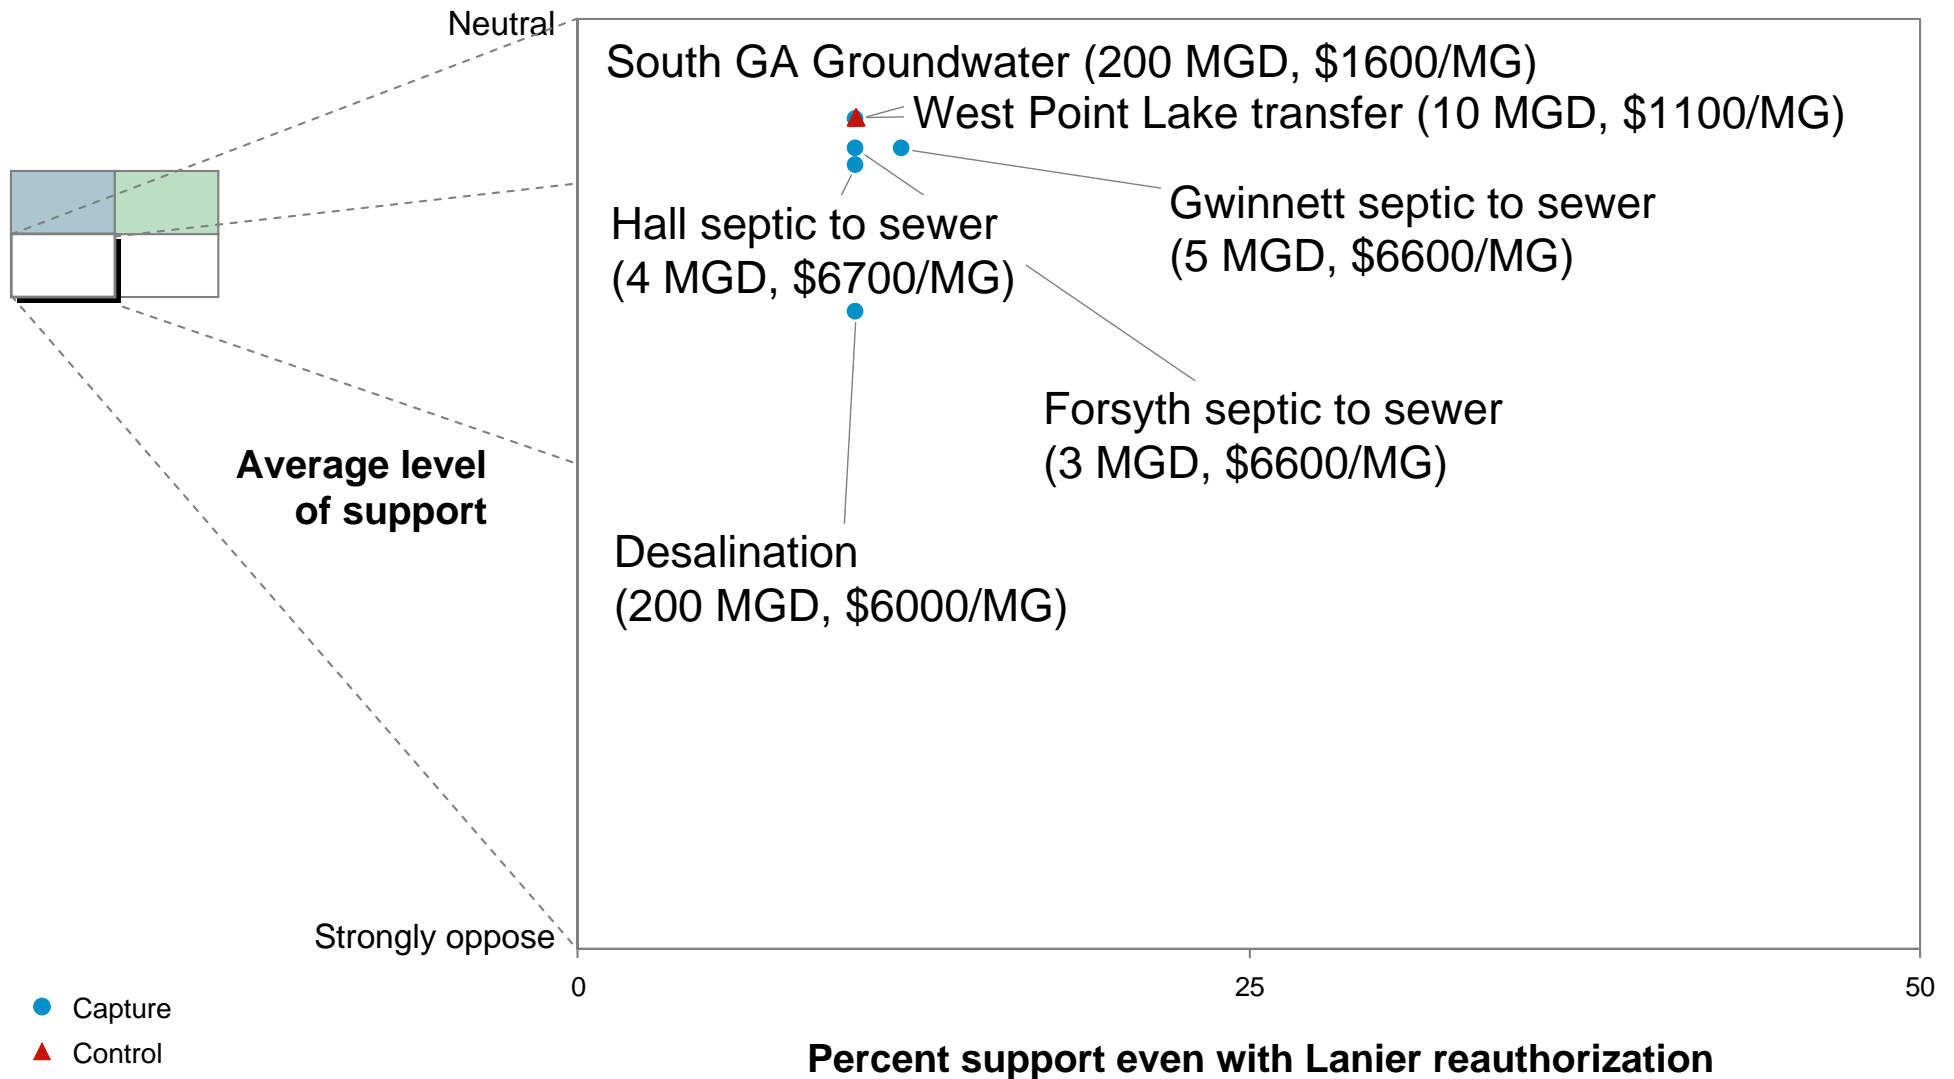 Neutral
South GA Groundwater (200 MGD, $1600/MG)
West Point Lake transfer (10 MGD, $1100/MG)
Gwinnett septic to sewer
(5 MGD, $6600/MG)
Hall septic to sewer
(4 MGD, $6700/MG)
Forsyth septic to sewer
(3 MGD, $6600/MG)
Average level
of support
Desalination
(200 MGD, $6000/MG)
Strongly oppose
0
25
50
Capture
Control
Percent support even with Lanier reauthorization